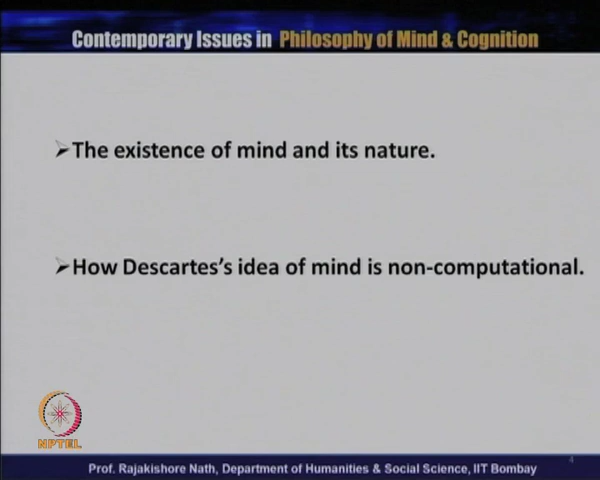 Contemporary Issues in Philosophy of Mind & Cognition
➢The existence of mind and its nature.
➢How Descartes's idea of mind is non-computational.
NPTEL
4
Prof. Rajakishore Nath, Department of Humanities & Social Science, IIT Bombay